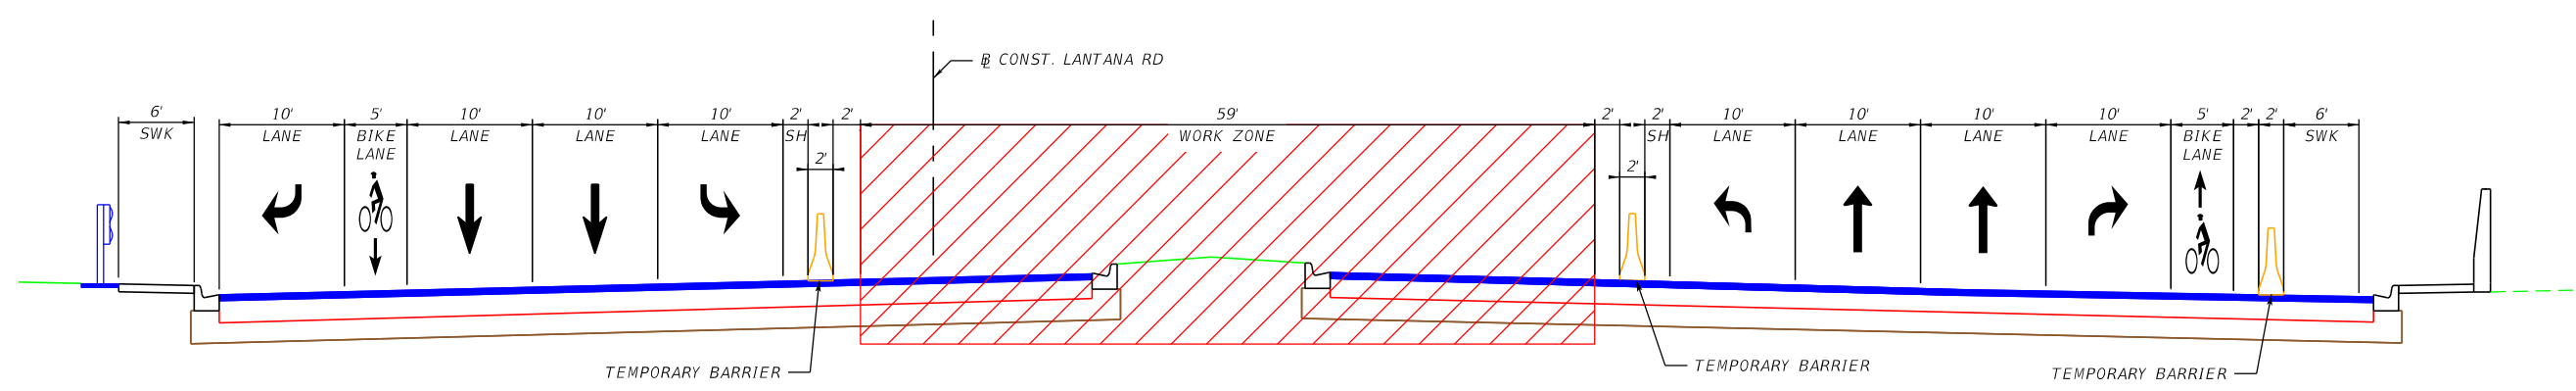 ℄ CONST. LANTANA RD
6' 10' 5' 10' 10' 10' 2' 2' 59' 2' 2' 10' 10' 10' 10' 5' 2' 2' 6'
SWK LANE BIKE LANE LANE LANE SH WORK ZONE SH LANE LANE LANE LANE BIKE SWK
LANE LANE
2' 2'
TEMPORARY BARRIER TEMPORARY BARRIER TEMPORARY BARRIER